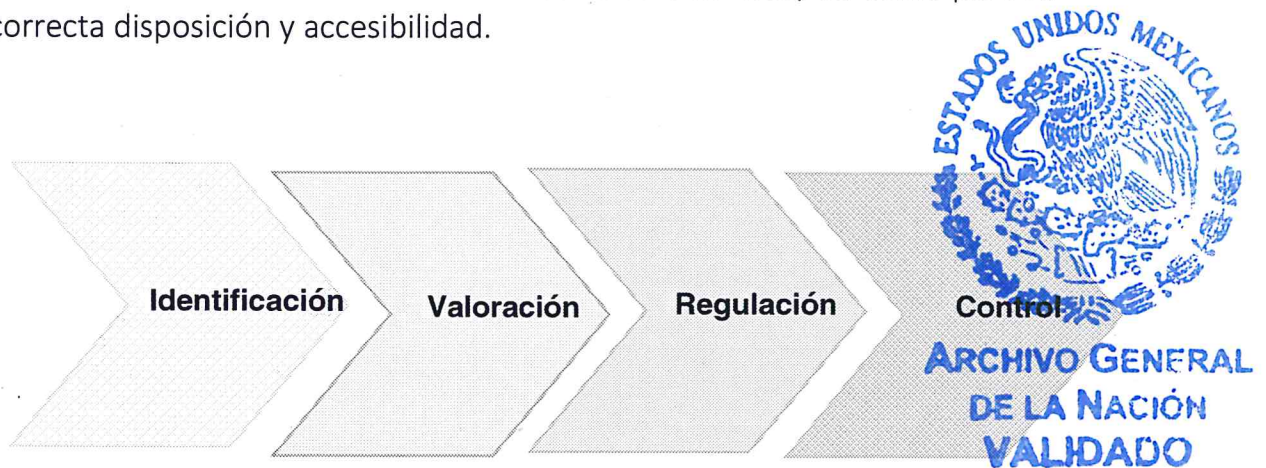 correcta disposición y accesibilidad.
ESTADOS UNIDOS MEXICANOS
Identificación
Valoración
Regulación
Control
ARCHIVO GENERAL
DE LA NACIÓN
VALIDADO